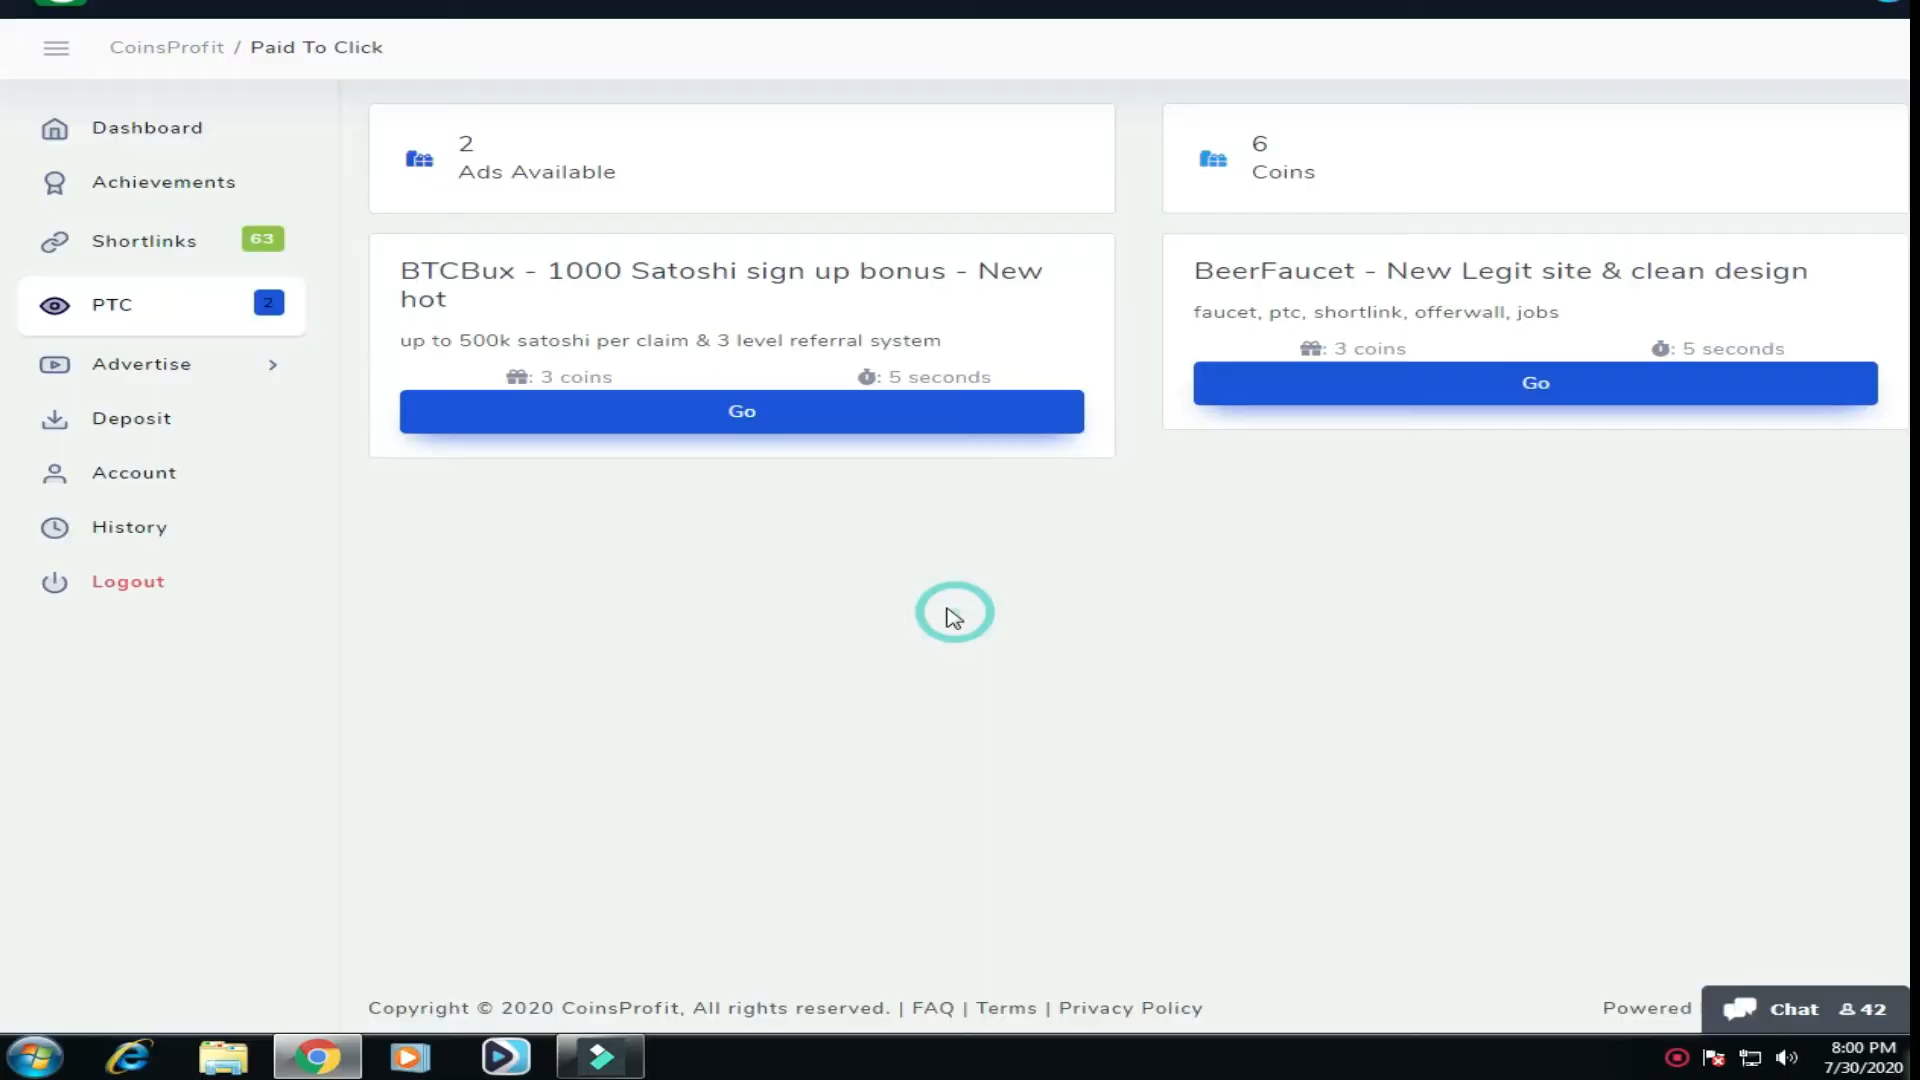 CoinsProfit / Paid To Click
Dashboard
Achievements
Shortlinks 63
PTC 2
Advertise
Deposit
Account
History
Logout
2
Ads Available
6
Coins
BTCBux - 1000 Satoshi sign up bonus - New
hot
up to 500k satoshi per claim & 3 level referral system
: 3 coins : 5 seconds
Go
BeerFaucet - New Legit site & clean design
faucet, ptc, shortlink, offerwall, jobs
: 3 coins : 5 seconds
Go
Copyright © 2020 CoinsProfit, All rights reserved. | FAQ | Terms | Privacy Policy
Powered
Chat 42
8:00 PM
7/30/2020